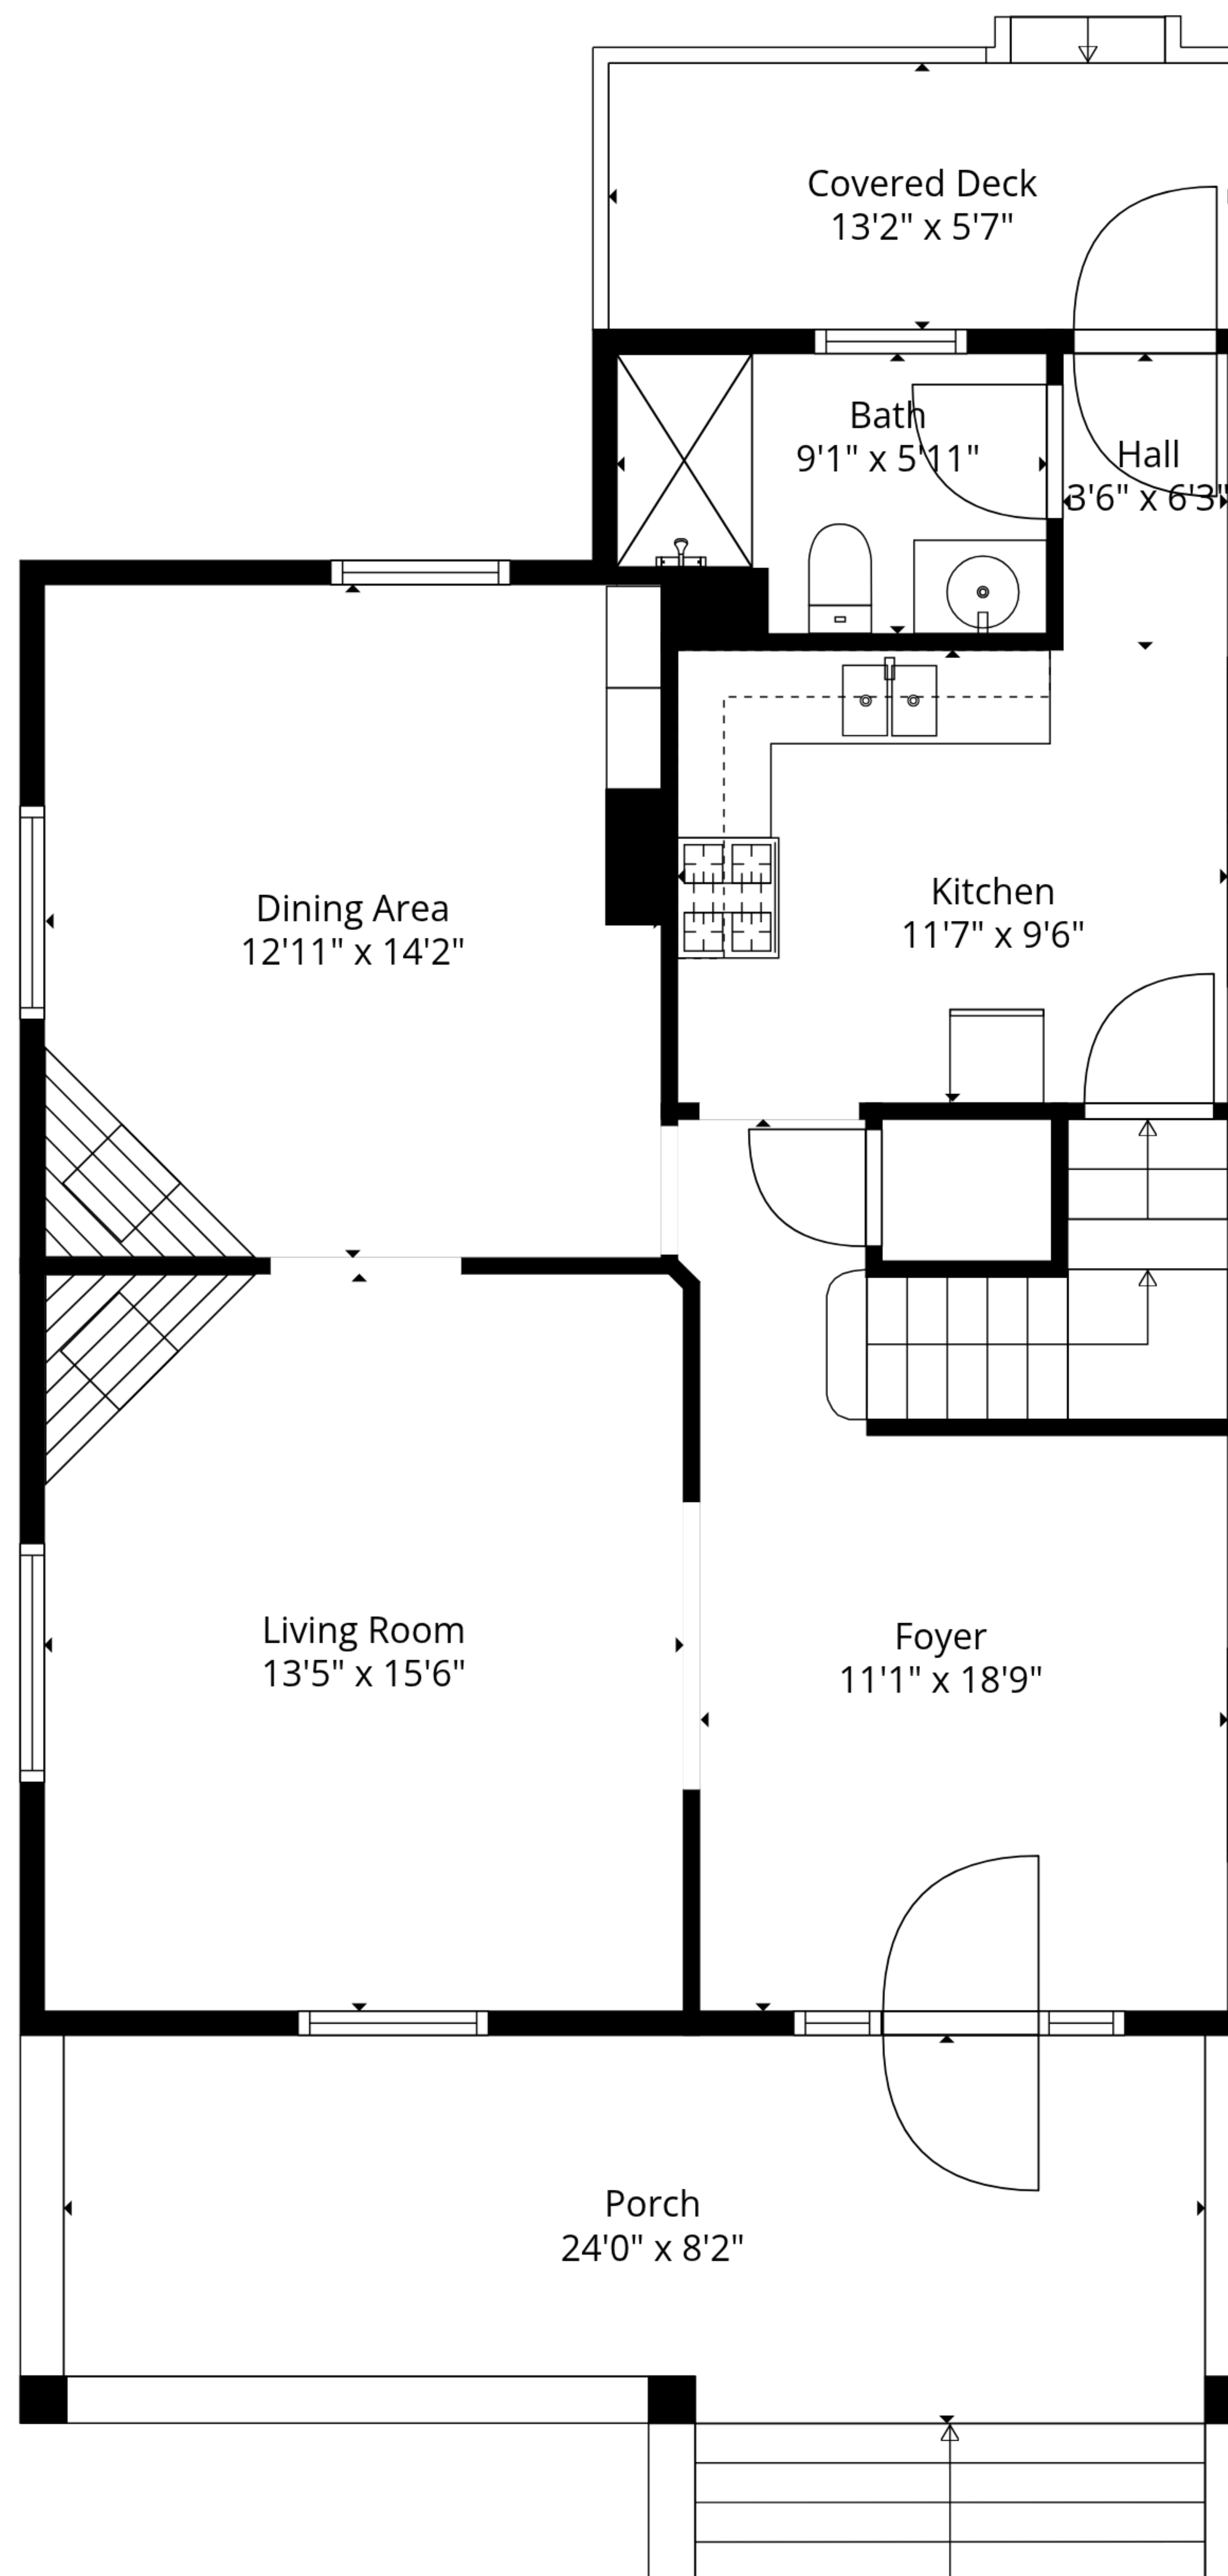 Covered Deck
13'2" x 5'7"
Bath
9'1" x 5'11"
Hall
3'6" x 6'3"
Dining Area
12'11" x 14'2"
Kitchen
11'7" x 9'6"
Living Room
13'5" x 15'6"
Foyer
11'1" x 18'9"
Porch
24'0" x 8'2"